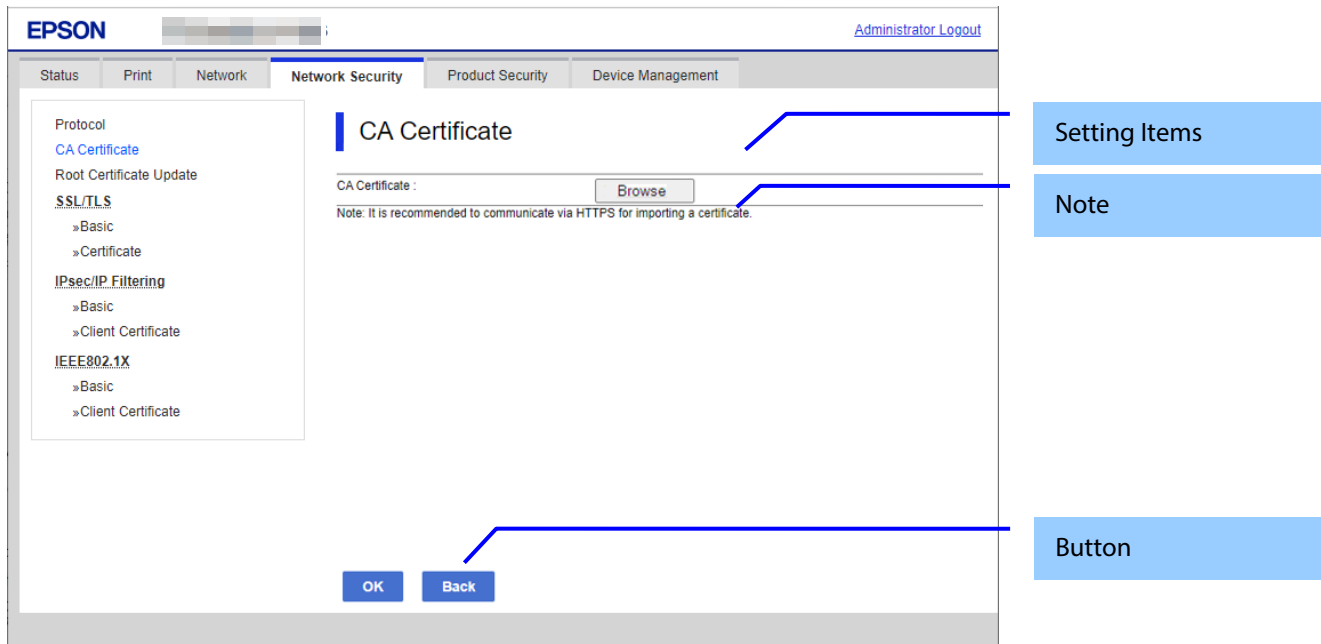 EPSON
Administrator Logout
Status Print Network Network Security Product Security Device Management
Protocol
CA Certificate
Root Certificate Update
SSL/TLS
»Basic
»Certificate
IPsec/IP Filtering
»Basic
»Client Certificate
IEEE802.1X
»Basic
»Client Certificate
CA Certificate
CA Certificate :
Browse
Note: It is recommended to communicate via HTTPS for importing a certificate.
OK Back
Setting Items
Note
Button